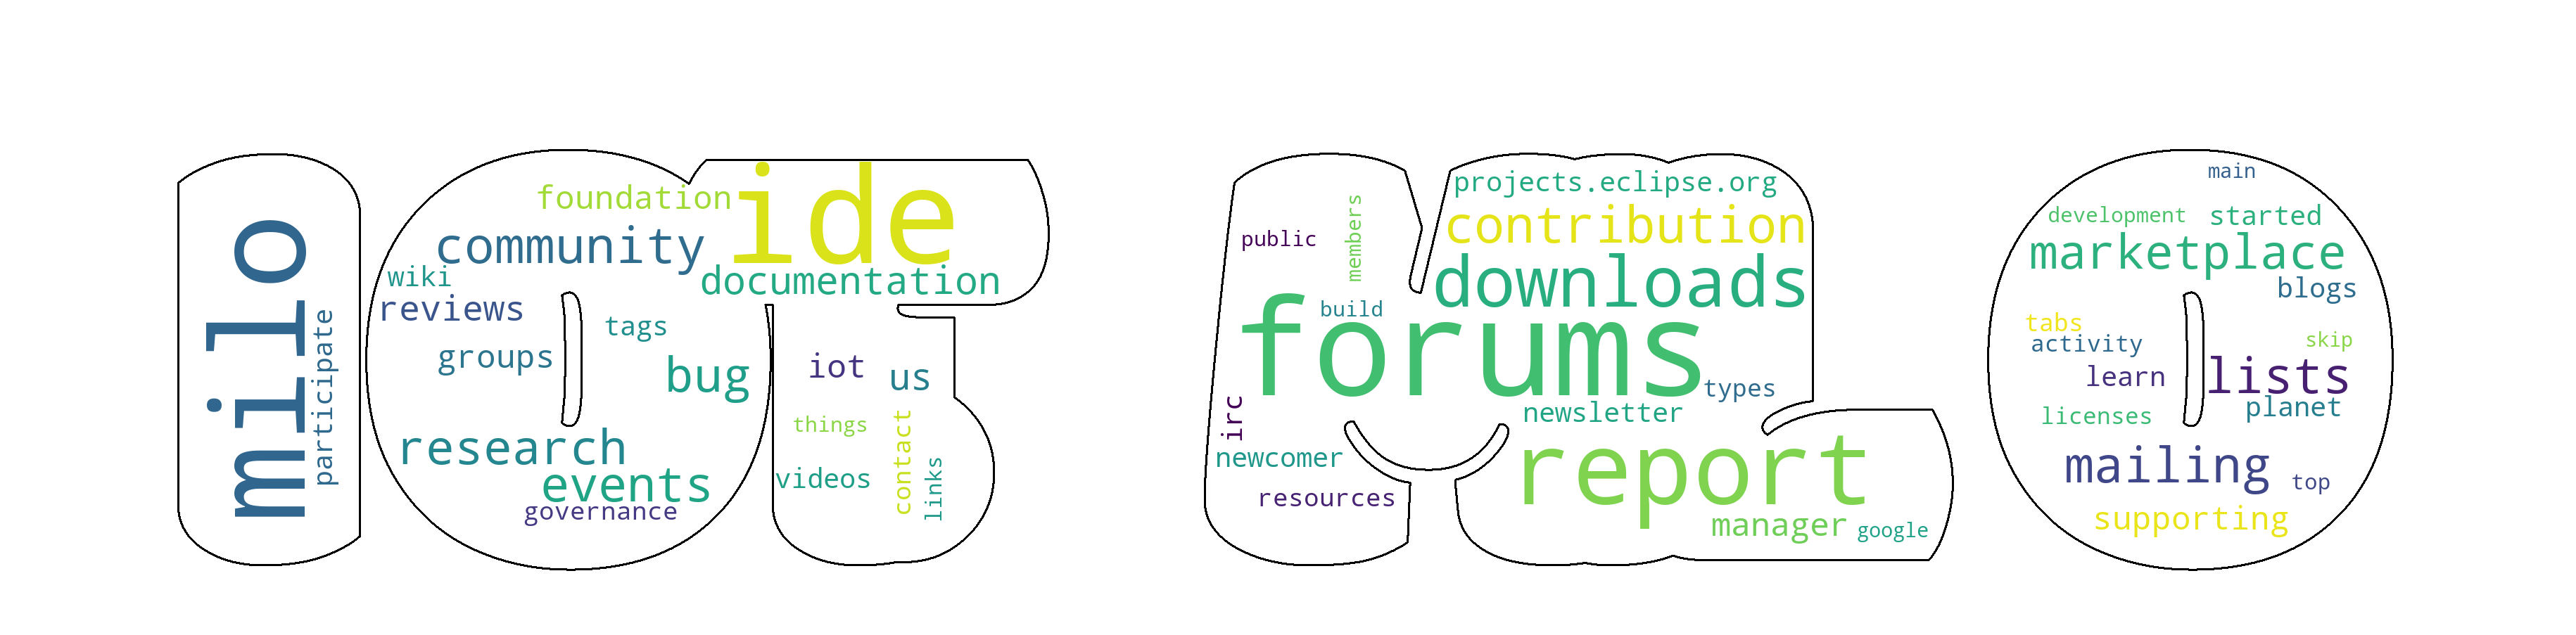 milo
participate
foundation
ide
community
documentation
wiki
reviews
tags
groups
bug
research
events
governance
iot
us
things
contact
videos
links
public
members
build
projects.eclipse.org
contribution
downloads
forums
types
irc
newsletter
newcomer
report
resources
manager
google
main
development
started
marketplace
blogs
tabs
activity
skip
learn
lists
licenses
planet
mailing
top
supporting